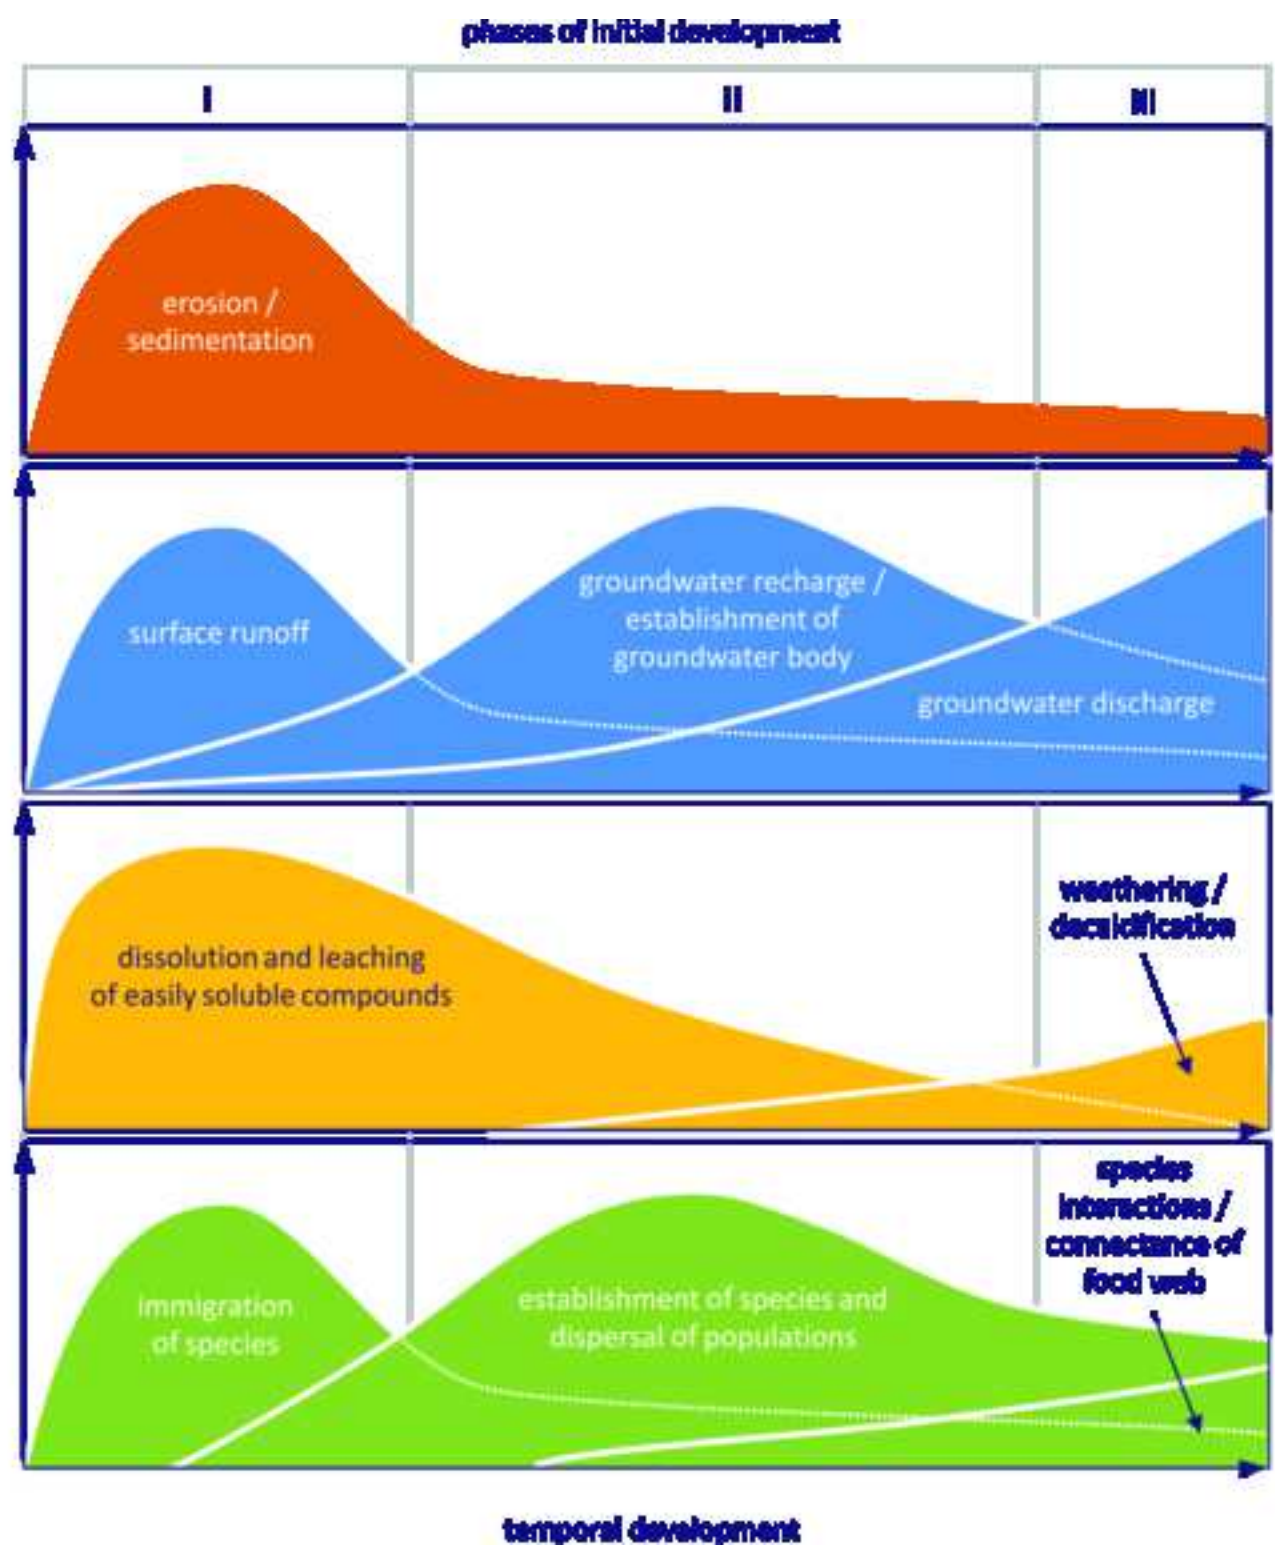 phases of initial development
I
II
III
erosion /
sedimentation
surface runoff
groundwater recharge /
establishment of
groundwater body
groundwater discharge
dissolution and leaching
of easily soluble compounds
weathering /
decalcification
immigration
of species
establishment of species and
dispersal of populations
species
interactions /
connectance of
food web
temporal development